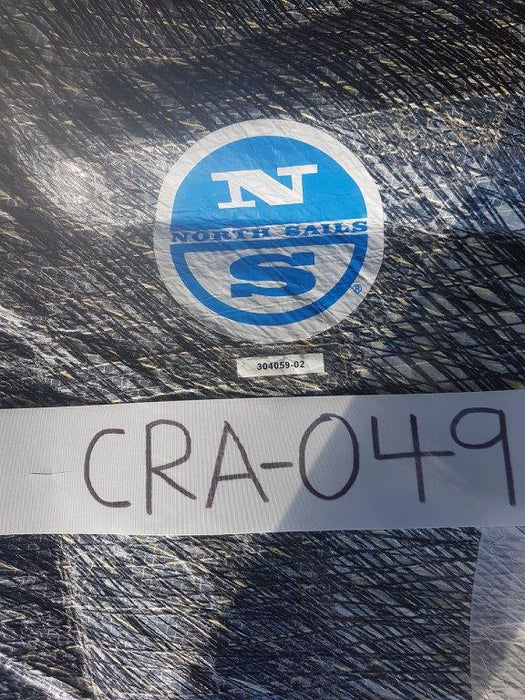 N
NORTH SAILS
S
®
304059-02
CRA-049